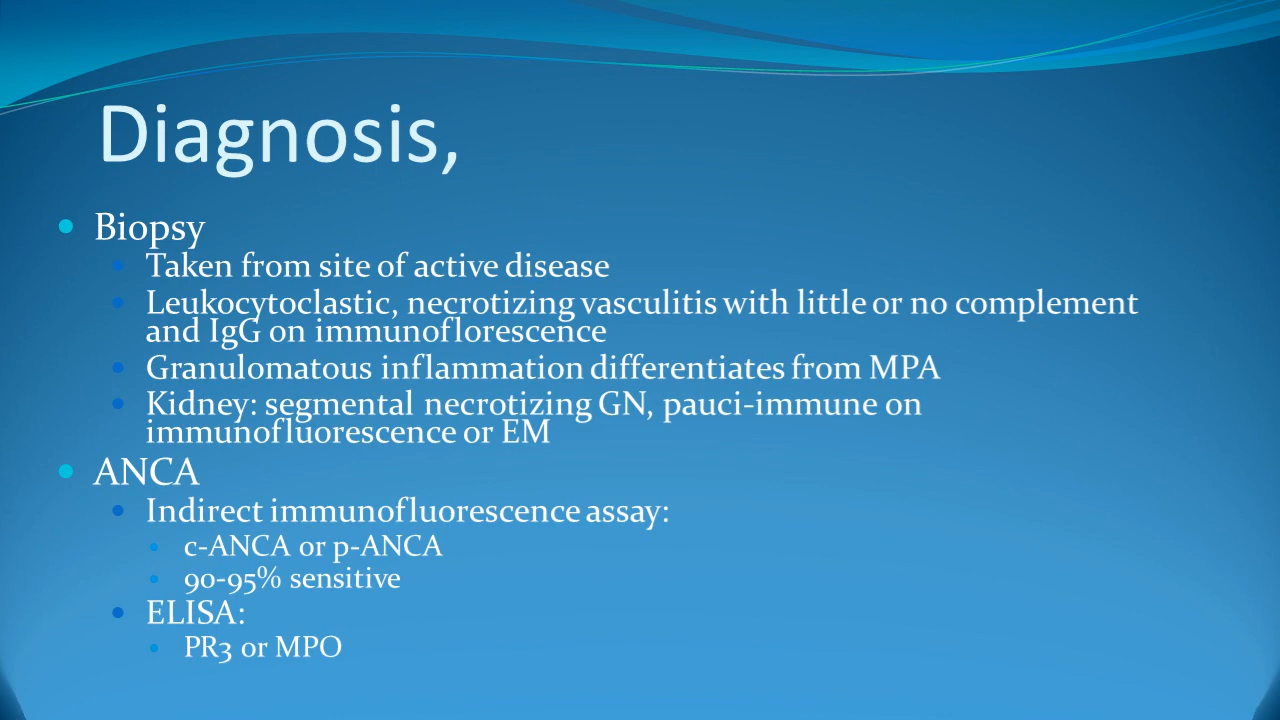 Diagnosis,
Biopsy
Taken from site of active disease
Leukocytoclastic, necrotizing vasculitis with little or no complement
and IgG on immunoflorescence
Granulomatous inflammation differentiates from MPA
Kidney: segmental necrotizing GN, pauci-immune on
immunofluorescence or EM
ANCA
Indirect immunofluorescence assay:
c-ANCA or p-ANCA
90-95% sensitive
ELISA:
PR3 or MPO